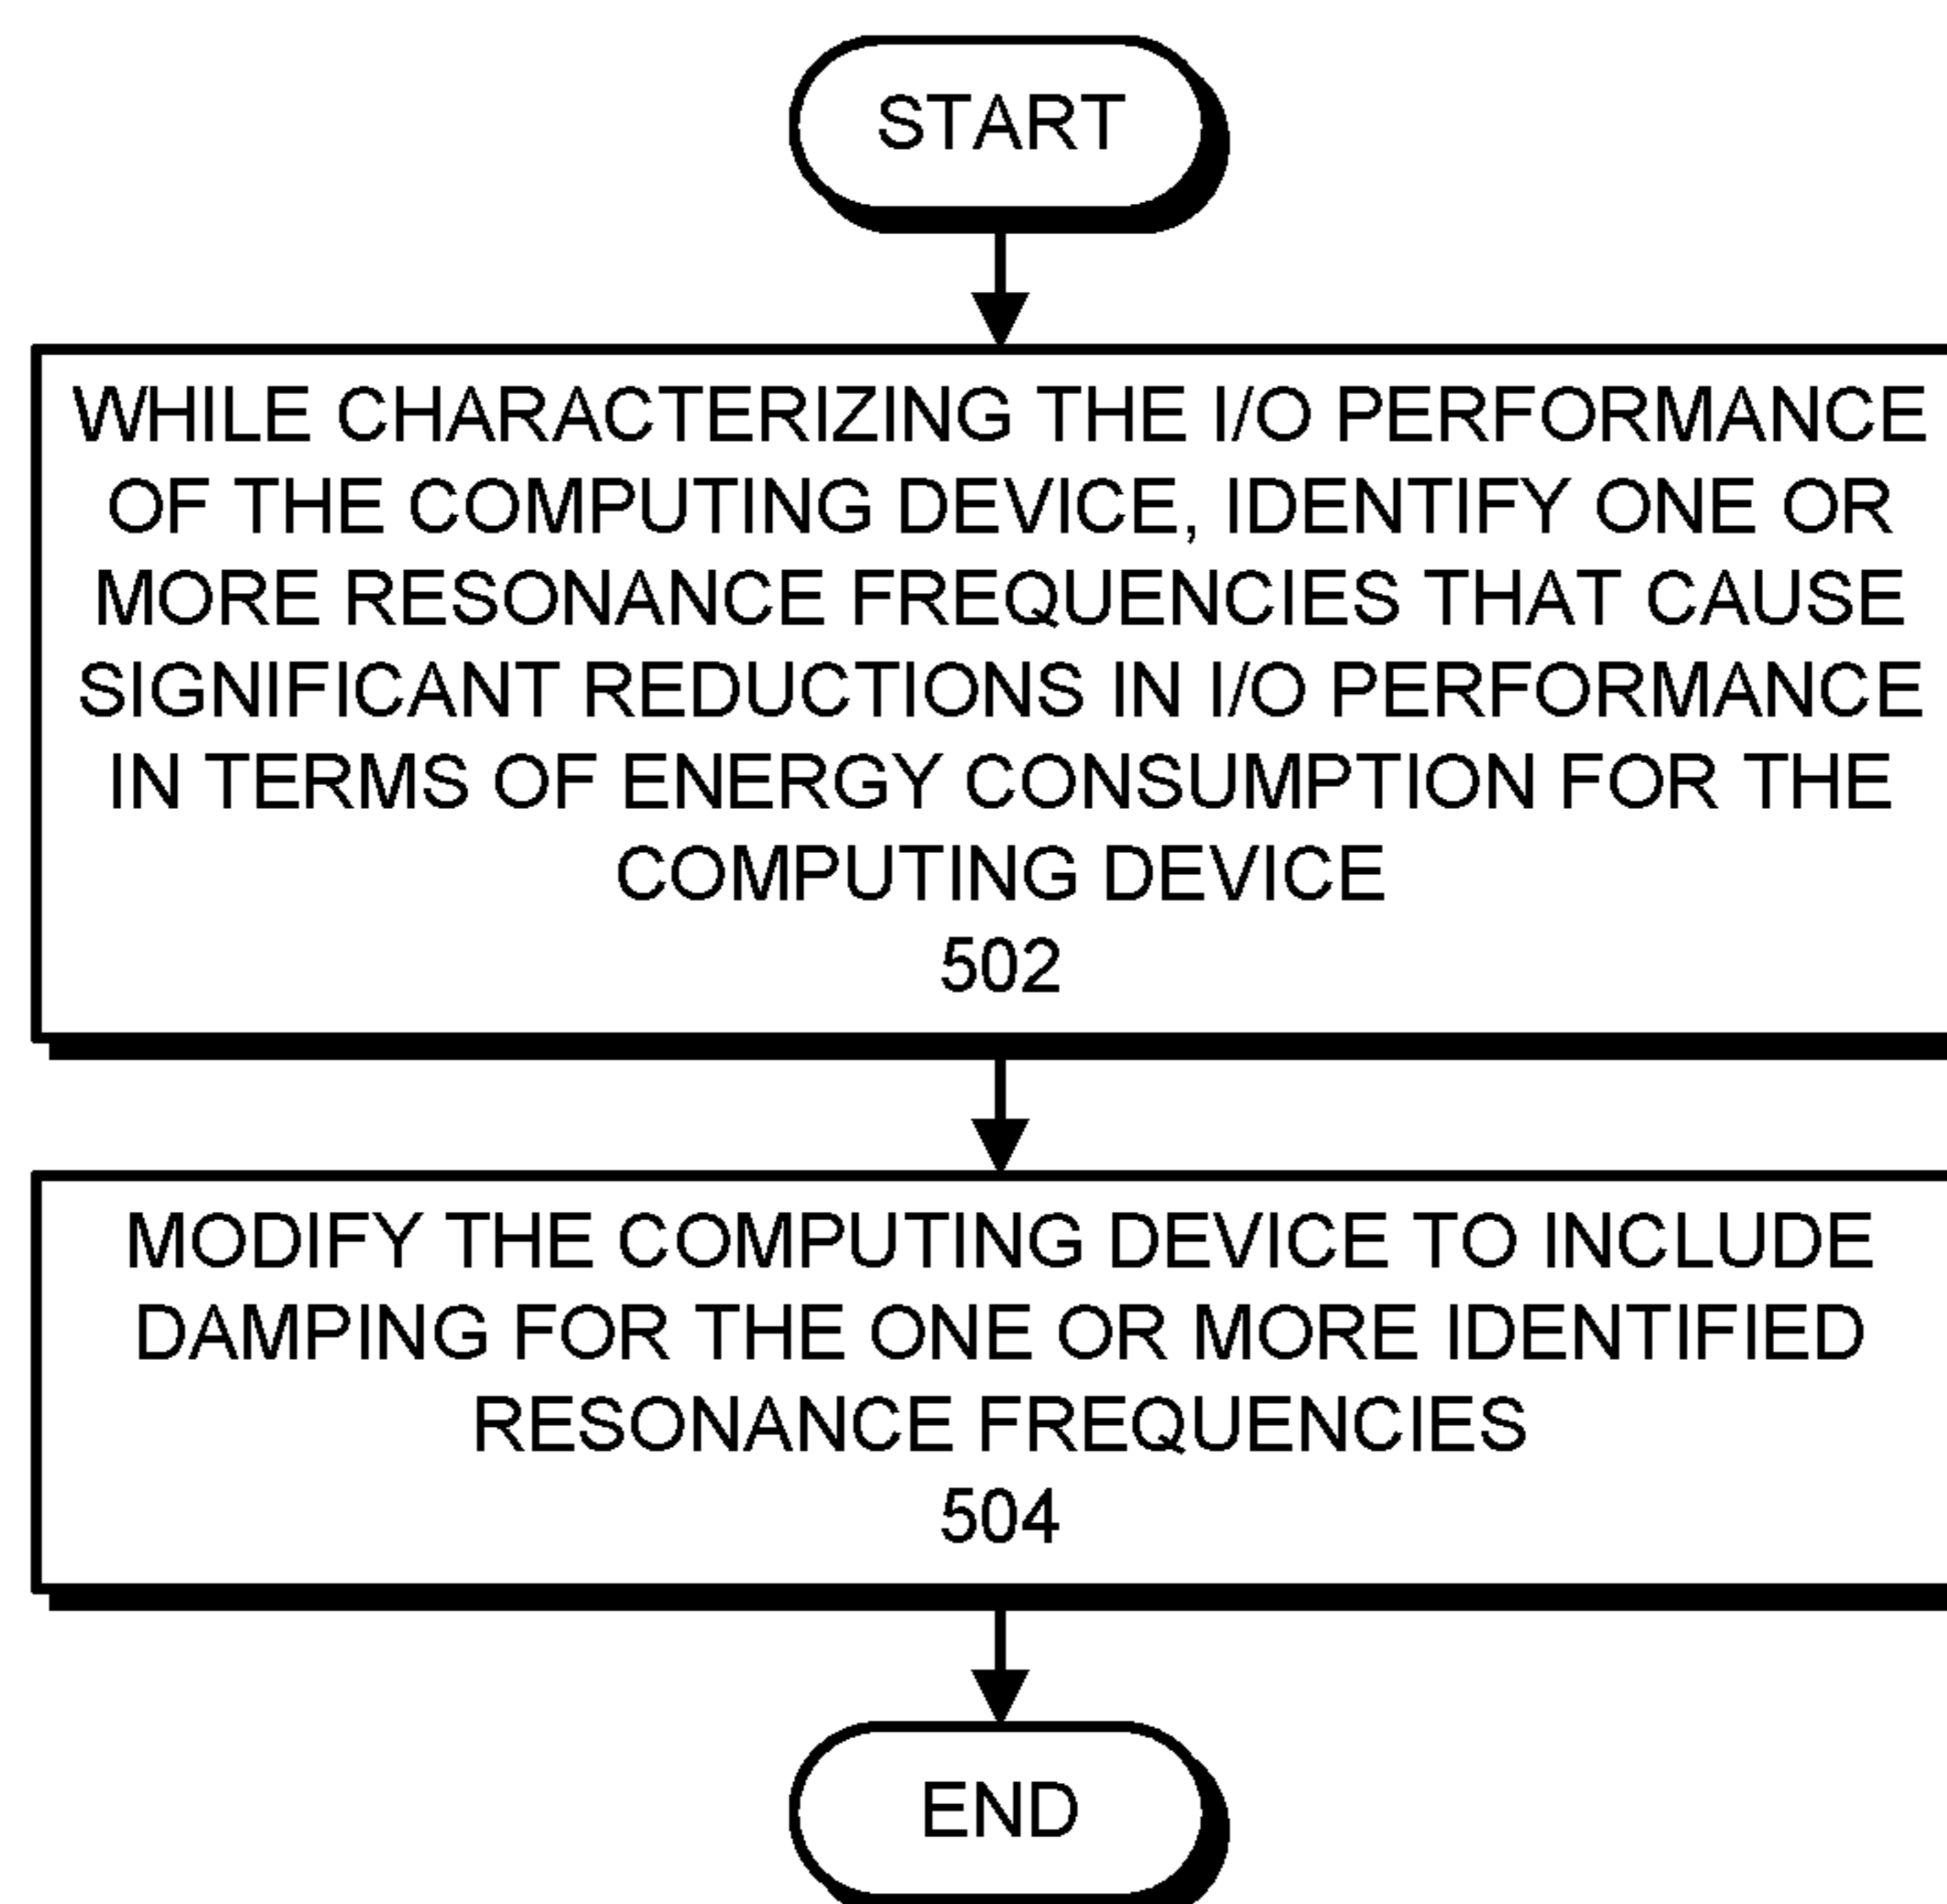 START
WHILE CHARACTERIZING THE I/O PERFORMANCE
OF THE COMPUTING DEVICE, IDENTIFY ONE OR
MORE RESONANCE FREQUENCIES THAT CAUSE
SIGNIFICANT REDUCTIONS IN I/O PERFORMANCE
IN TERMS OF ENERGY CONSUMPTION FOR THE
COMPUTING DEVICE
502
MODIFY THE COMPUTING DEVICE TO INCLUDE
DAMPING FOR THE ONE OR MORE IDENTIFIED
RESONANCE FREQUENCIES
504
END